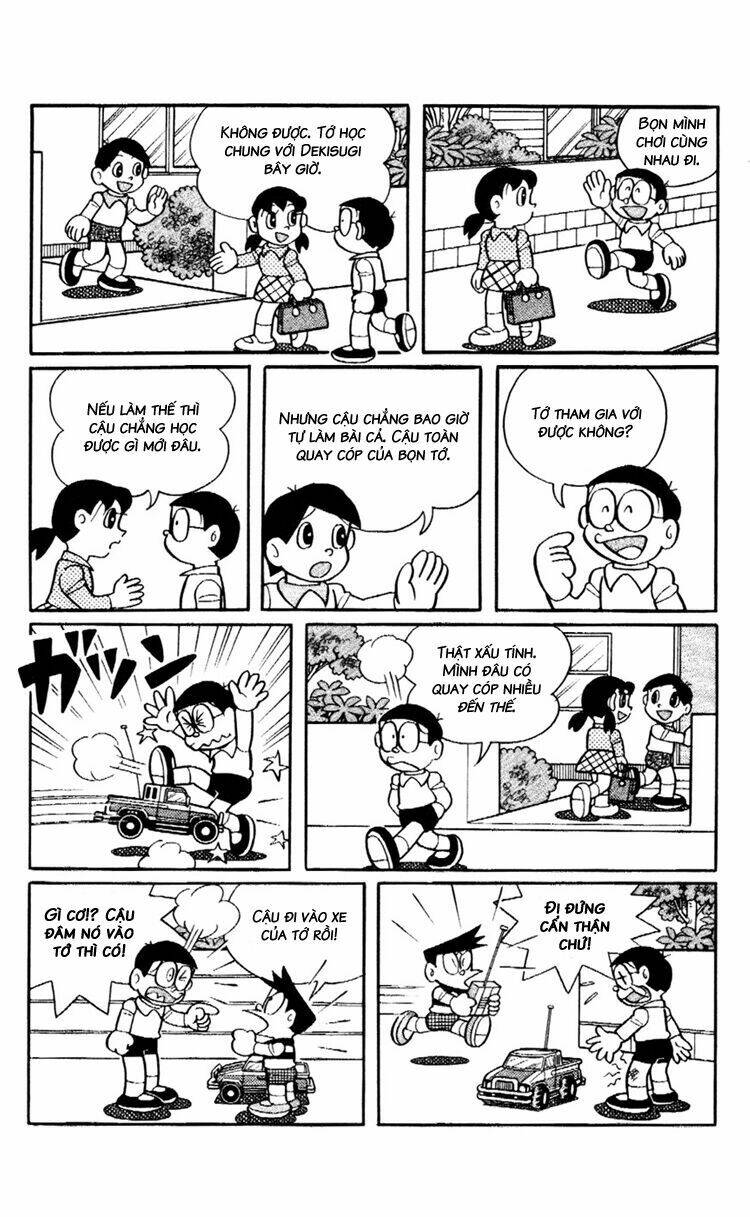 BỌN MÌNH
CHƠI CÙNG
NHAU ĐI.
KHÔNG ĐƯỢC. TỚ HỌC
CHUNG VỚI DEKISUGI
BÂY GIỜ.
TỚ THAM GIA VỚI
ĐƯỢC KHÔNG?
NHƯNG CẬU CHẲNG BAO GIỜ
TỰ LÀM BÀI CẢ. CẬU TOÀN
QUAY CÓP CỦA BỌN TỚ.
NẾU LÀM THẾ THÌ
CẬU CHẲNG HỌC
ĐƯỢC GÌ MỚI ĐÂU.
THẬT XẤU TÍNH.
MÌNH ĐÂU CÓ
QUAY CÓP NHIỀU
ĐẾN THẾ.
ガツン
ĐỊ ĐỨNG
CẨN THẬN
CHỨ!
CẬU ĐI VÀO XE
CỦA TỚ RỒI!
GÌ CƠ!? CẬU
ĐÂM NÓ VÀO
TỚ THÌ CÓ!